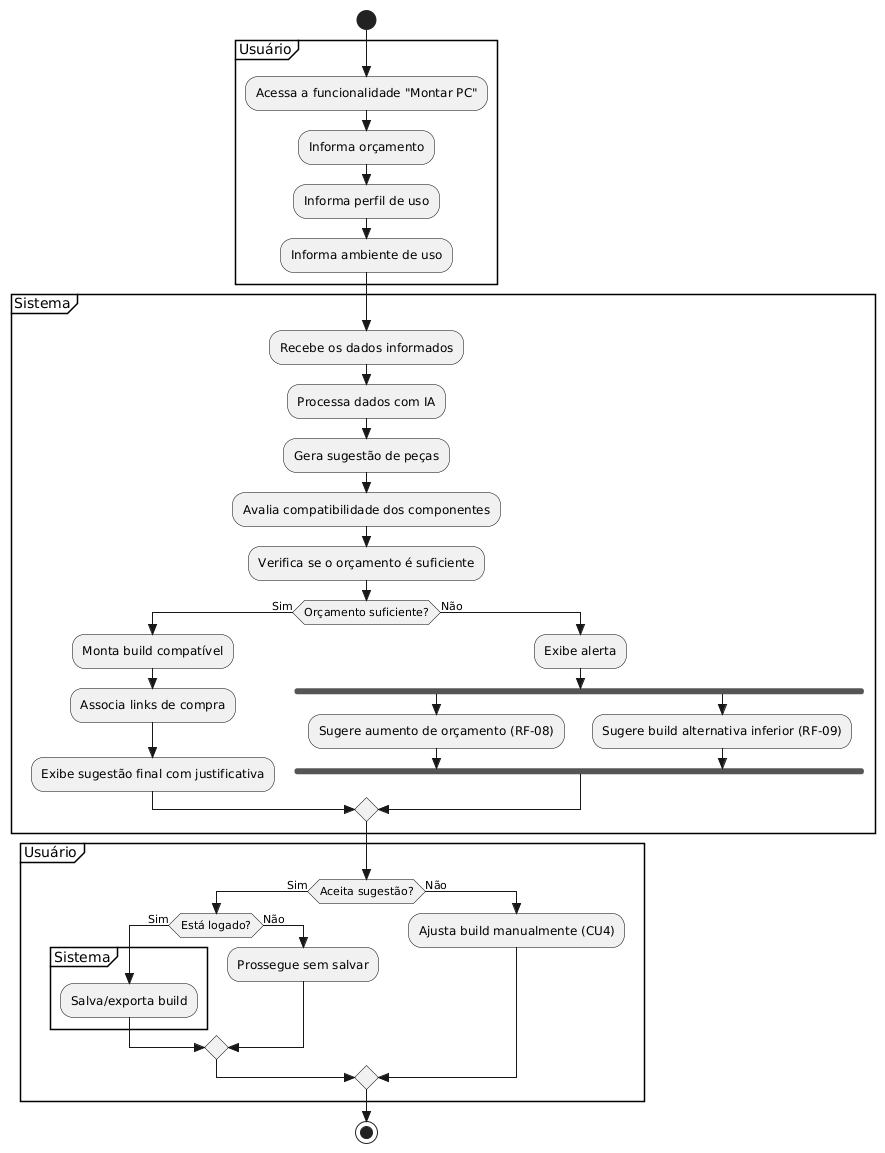 Usuário
Acessa a funcionalidade "Montar PC"
Informa orçamento
Informa perfil de uso
Informa ambiente de uso
Sistema
Recebe os dados informados
Processa dados com IA
Gera sugestão de peças
Avalia compatibilidade dos componentes
Verifica se o orçamento é suficiente
Sim
Orçamento suficiente?
Não
Monta build compatível
Exibe alerta
Associa links de compra
Sugere aumento de orçamento (RF-08)
Sugere build alternativa inferior (RF-09)
Exibe sugestão final com justificativa
Usuário
Sim
Aceita sugestão?
Não
Sim
Está logado?
Não
Ajusta build manualmente (CU4)
Sistema
Prossegue sem salvar
Salva/exporta build